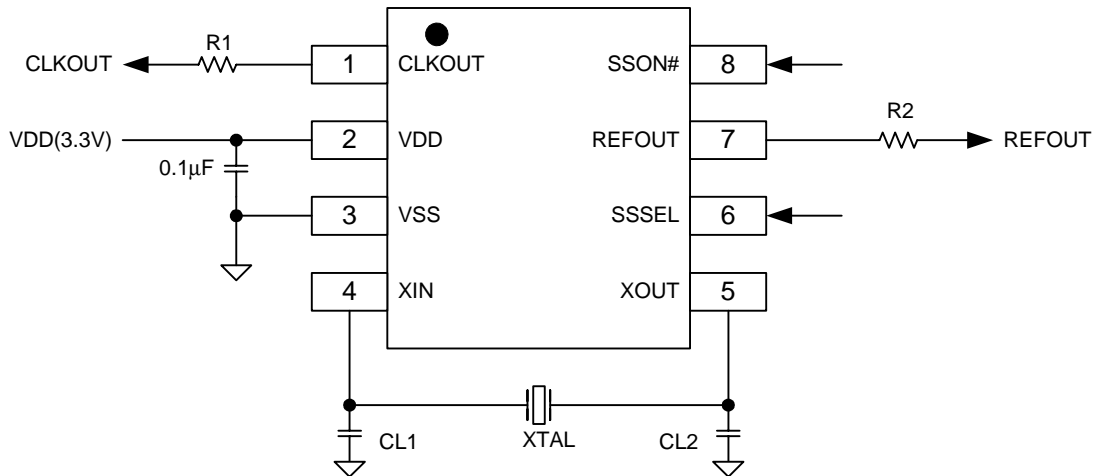 R1
CLKOUT 1 CLKOUT SSON# 8
R2
VDD(3.3V) 2 VDD REFOUT 7 REFOUT
0.1μF
3 VSS SSSEL 6
4 XIN XOUT 5
CL1 XTAL CL2